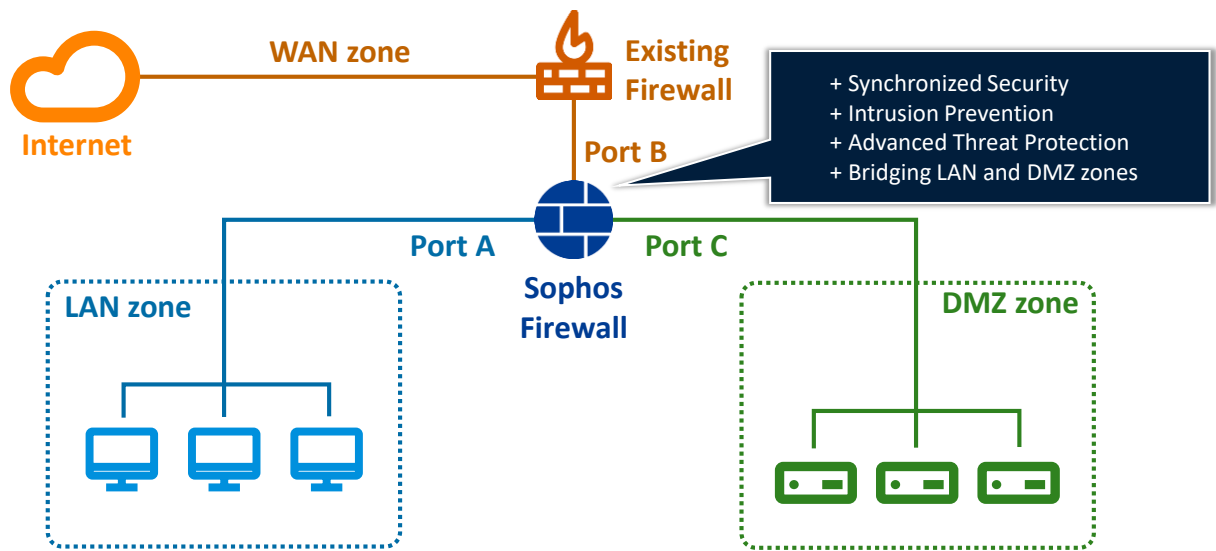 WAN zone
Existing
Firewall
Internet
+ Synchronized Security
+ Intrusion Prevention
+ Advanced Threat Protection
+ Bridging LAN and DMZ zones
Port B
Port A
Port C
Sophos
Firewall
LAN zone
DMZ zone